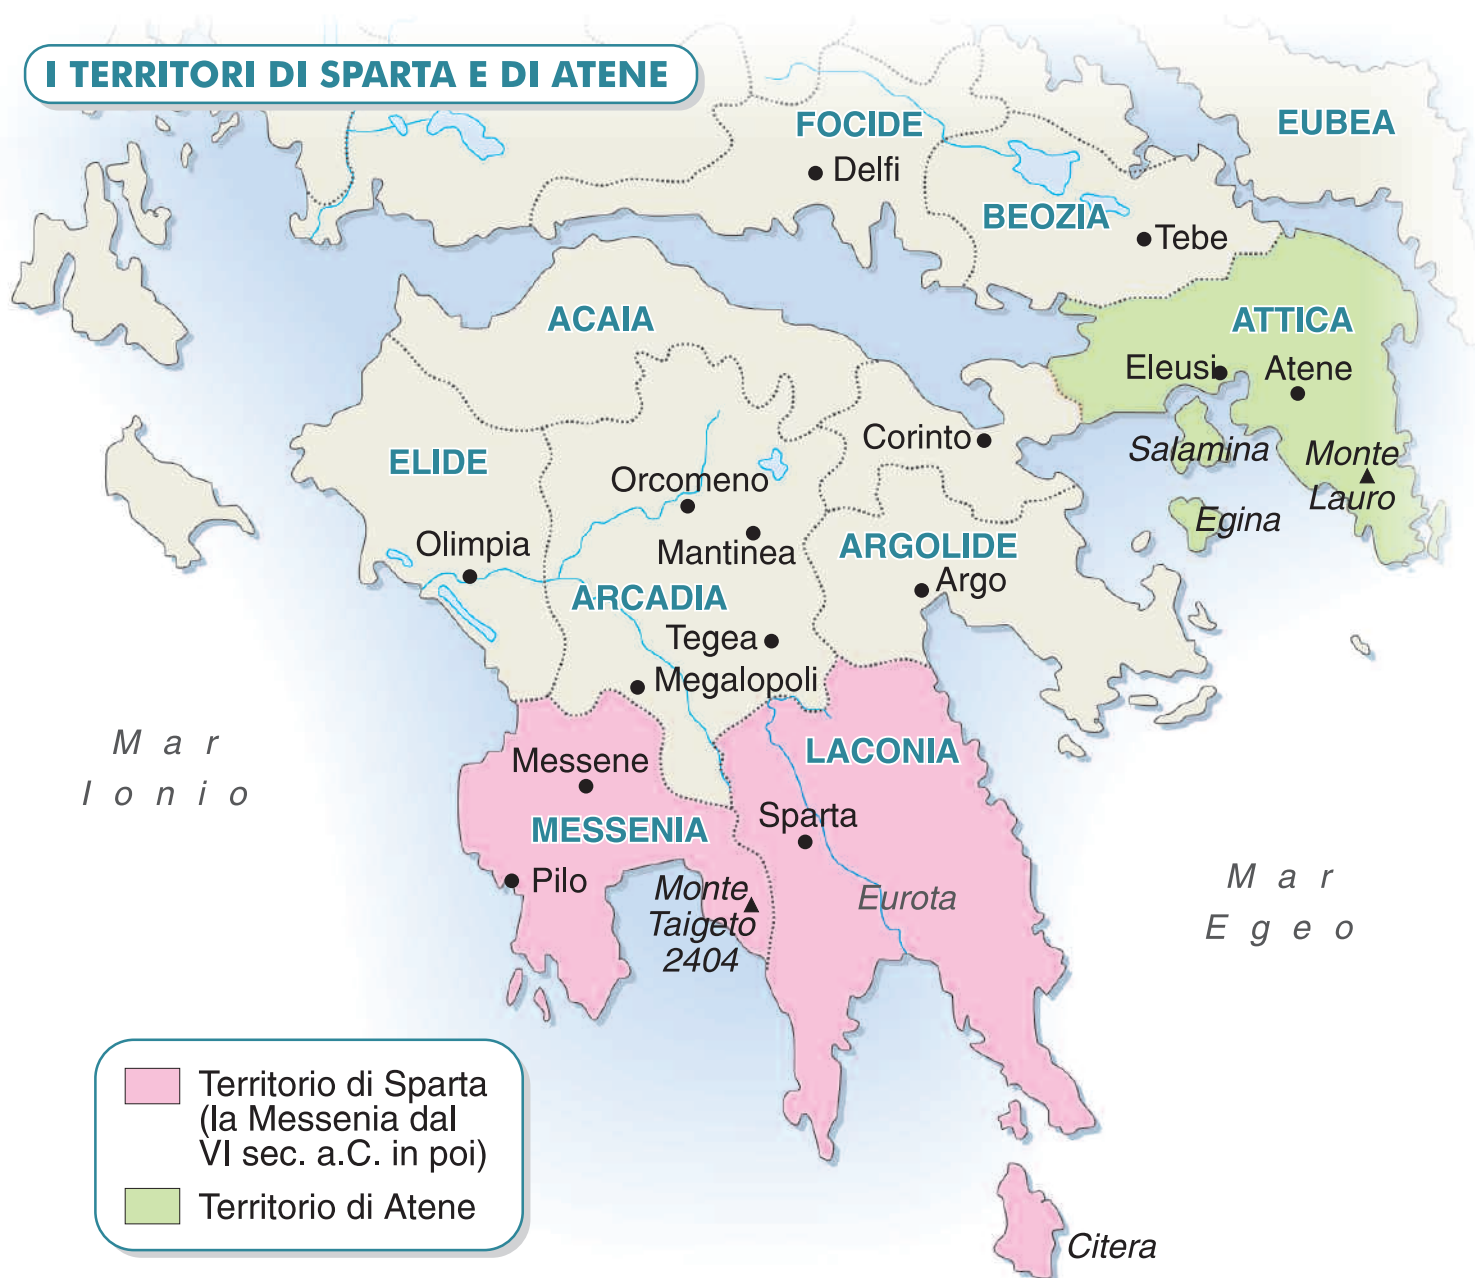 I TERRITORI DI SPARTA E DI ATENE
FOCIDE
EUBEA
Delfi
BEOZIA
Tebe
ACAIA
ATTICA
Eleusi
Atene
Corinto
Salamina
Monte
Lauro
ELIDE
Orcomeno
Egina
Olimpia
Mantinea
ARGOLIDE
Argo
ARCADIA
Tegea
Megalopoli
Mar
Ionio
LACONIA
Messene
Sparta
MESSENIA
Pilo
Monte
Taigeto
2404
Eurota
Mar
Egeo
Territorio di Sparta
(la Messenia dal
VI sec. a.C. in poi)
Territorio di Atene
Citera